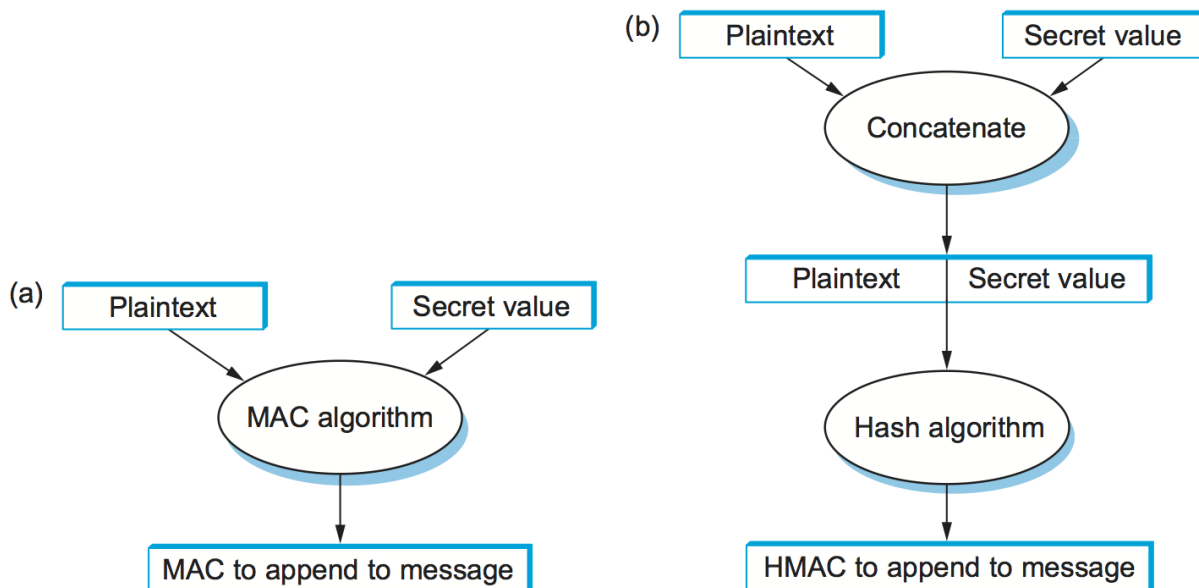 (a)
Plaintext
Secret value
MAC algorithm
MAC to append to message
(b)
Plaintext
Secret value
Concatenate
Plaintext
Secret value
Hash algorithm
HMAC to append to message